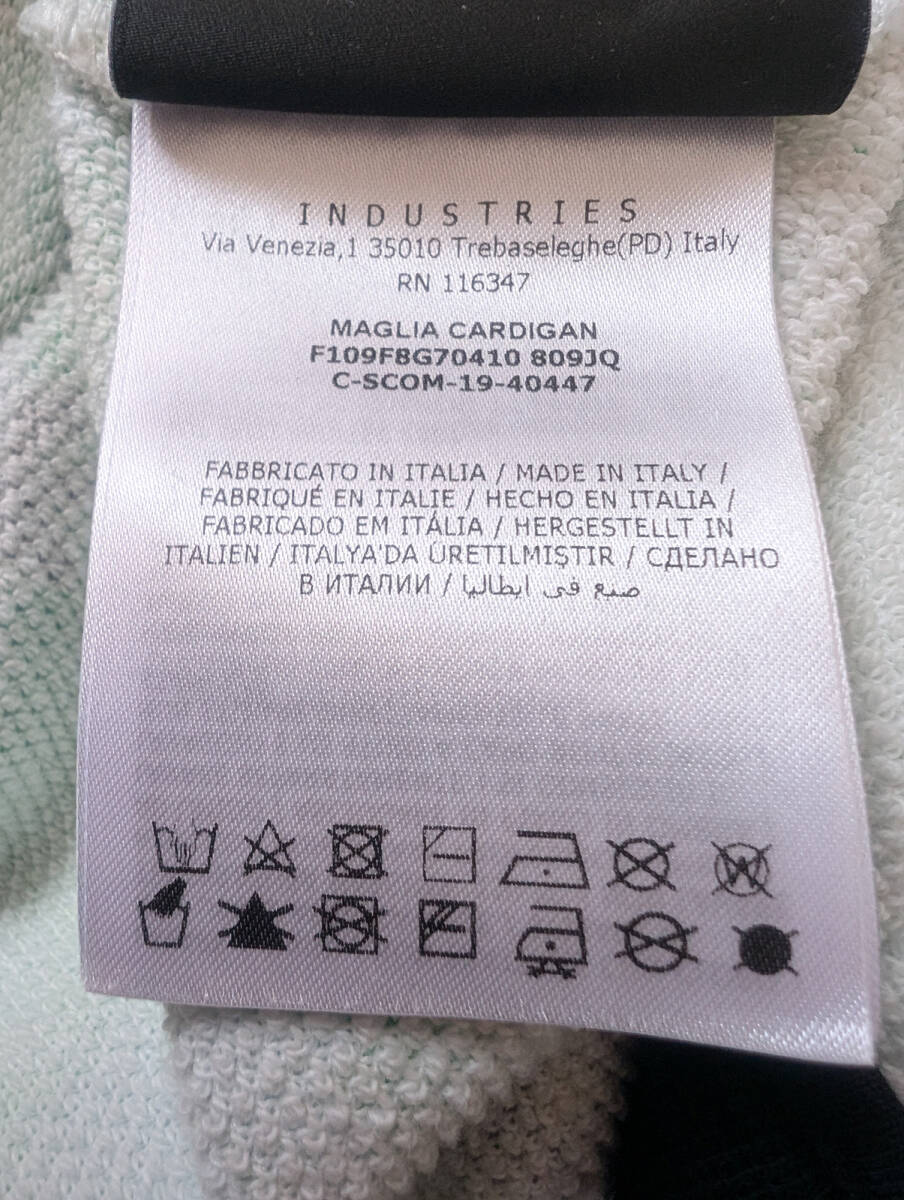 INDUSTRIES
Via Venezia,1 35010 Trebaseleghe(PD) Italy
RN 116347
MAGLIA CARDIGAN
F109F8G70410 809JQ
C-SCOM-19-40447
FABBRICATO IN ITALIA / MADE IN ITALY /
FABRIQUÉ EN ITALIE / HECHO EN ITALIA /
FABRICADO EM ITÁLIA / HERGESTELLT IN
ITALIEN / ITALYA'DA ÜRETILMIŞTIR / СДЕЛАНО
В ИТАЛИИ / صنع في ايطاليا
W